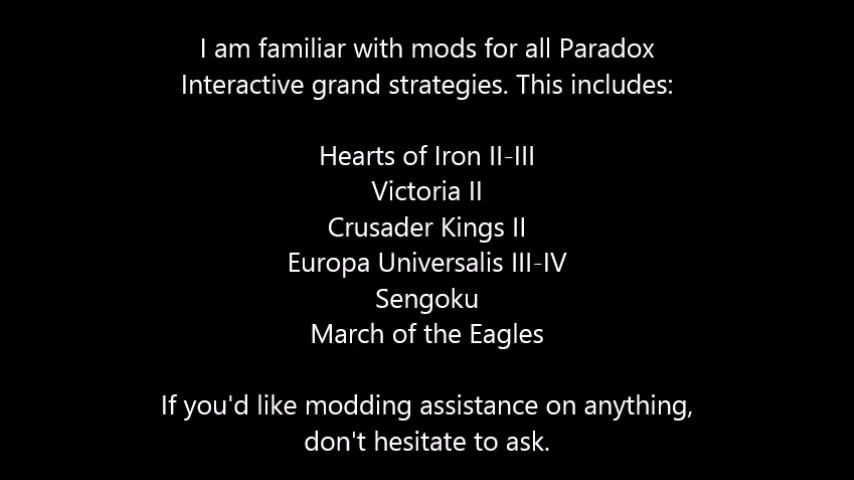 I am familiar with mods for all Paradox
Interactive grand strategies. This includes:
Hearts of Iron II-III
Victoria II
Crusader Kings II
Europa Universalis III-IV
Sengoku
March of the Eagles
If you'd like modding assistance on anything,
don't hesitate to ask.